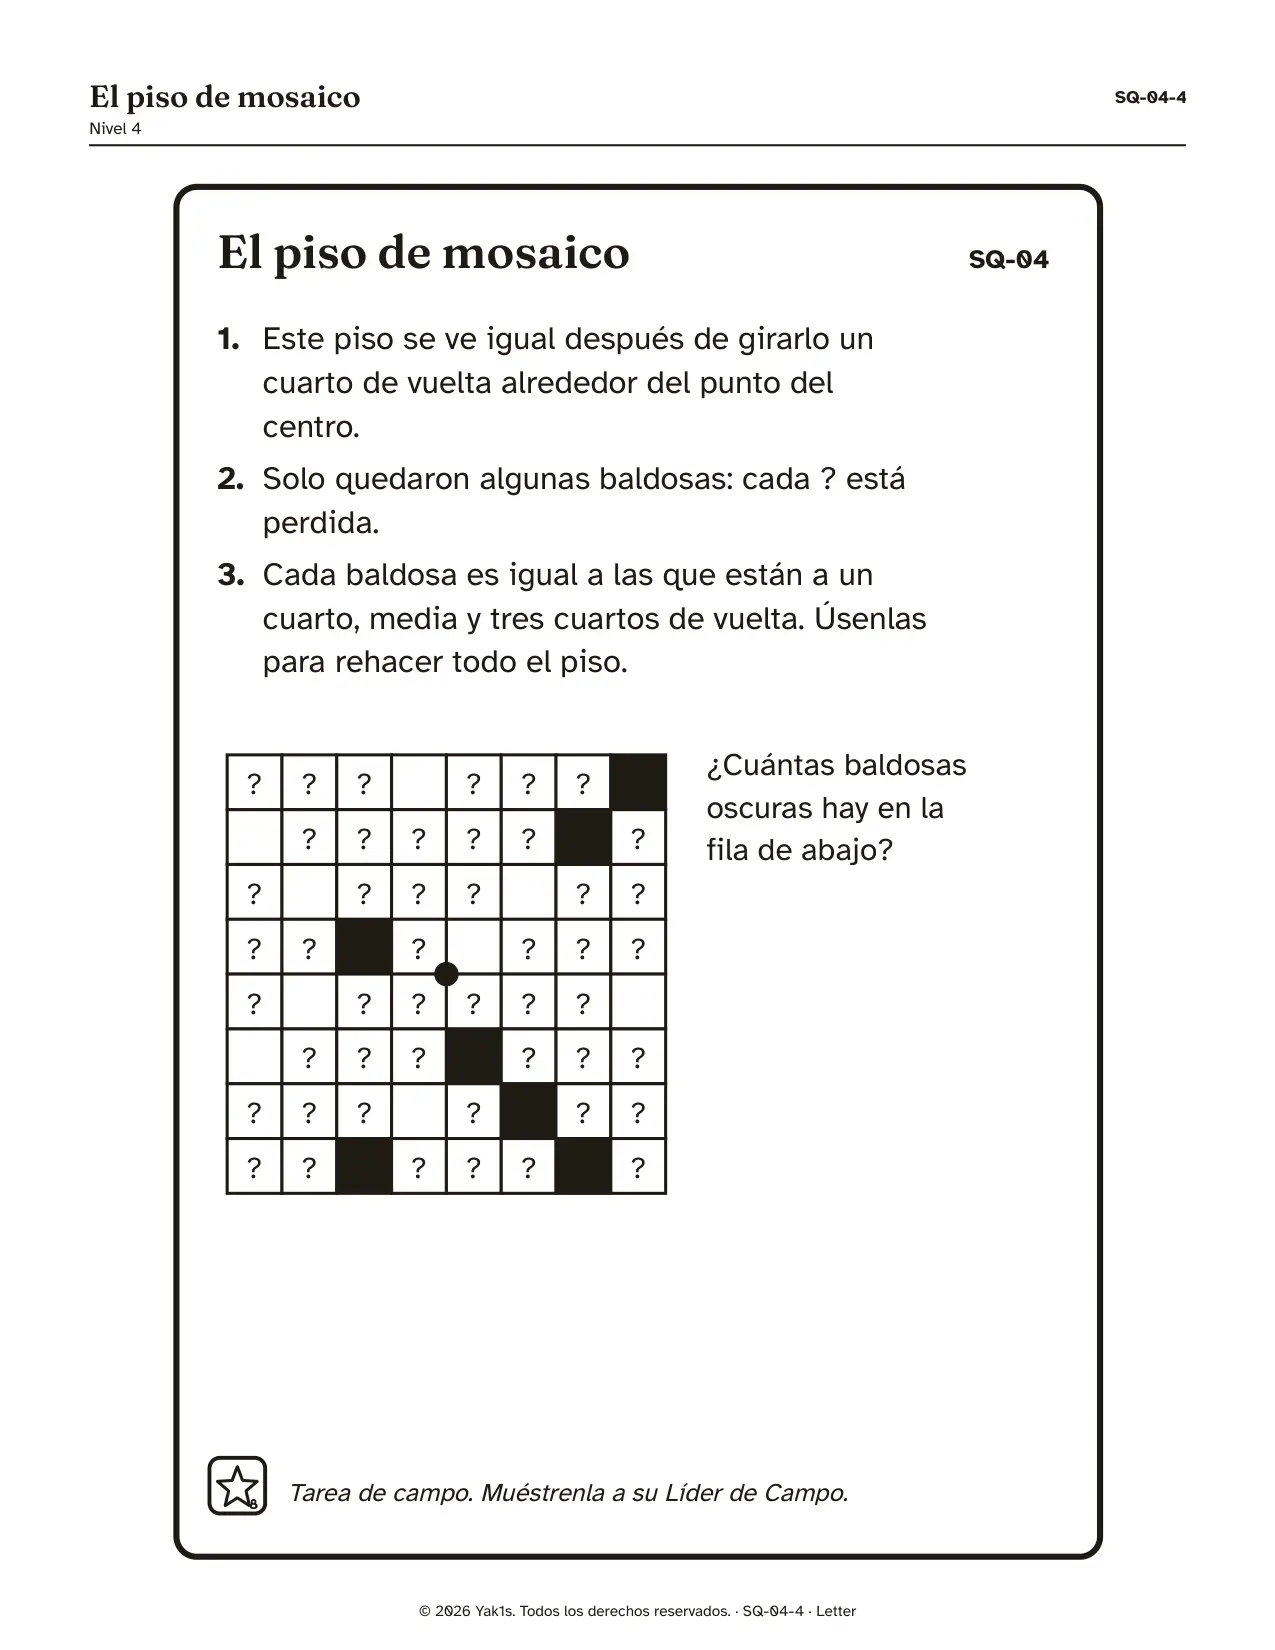 El piso de mosaico
SQ-04-4
Nivel 4
El piso de mosaico
SQ-04
1. Este piso se ve igual después de girarlo un
cuarto de vuelta alrededor del punto del
centro.
2. Solo quedaron algunas baldosas: cada ? está
perdida.
3. Cada baldosa es igual a las que están a un
cuarto, media y tres cuartos de vuelta. Úsenlas
para rehacer todo el piso.
? ? ? ? ? ?
? ? ? ? ? ?
? ? ? ? ? ?
? ? ? ? ? ?
? ? ? ? ? ?
? ? ? ? ? ?
? ? ? ? ? ?
? ? ? ? ? ?
¿Cuántas baldosas
oscuras hay en la
fila de abajo?
8
Tarea de campo. Muéstrenla a su Líder de Campo.
© 2026 Yak1s. Todos los derechos reservados. · SQ-04-4 · Letter